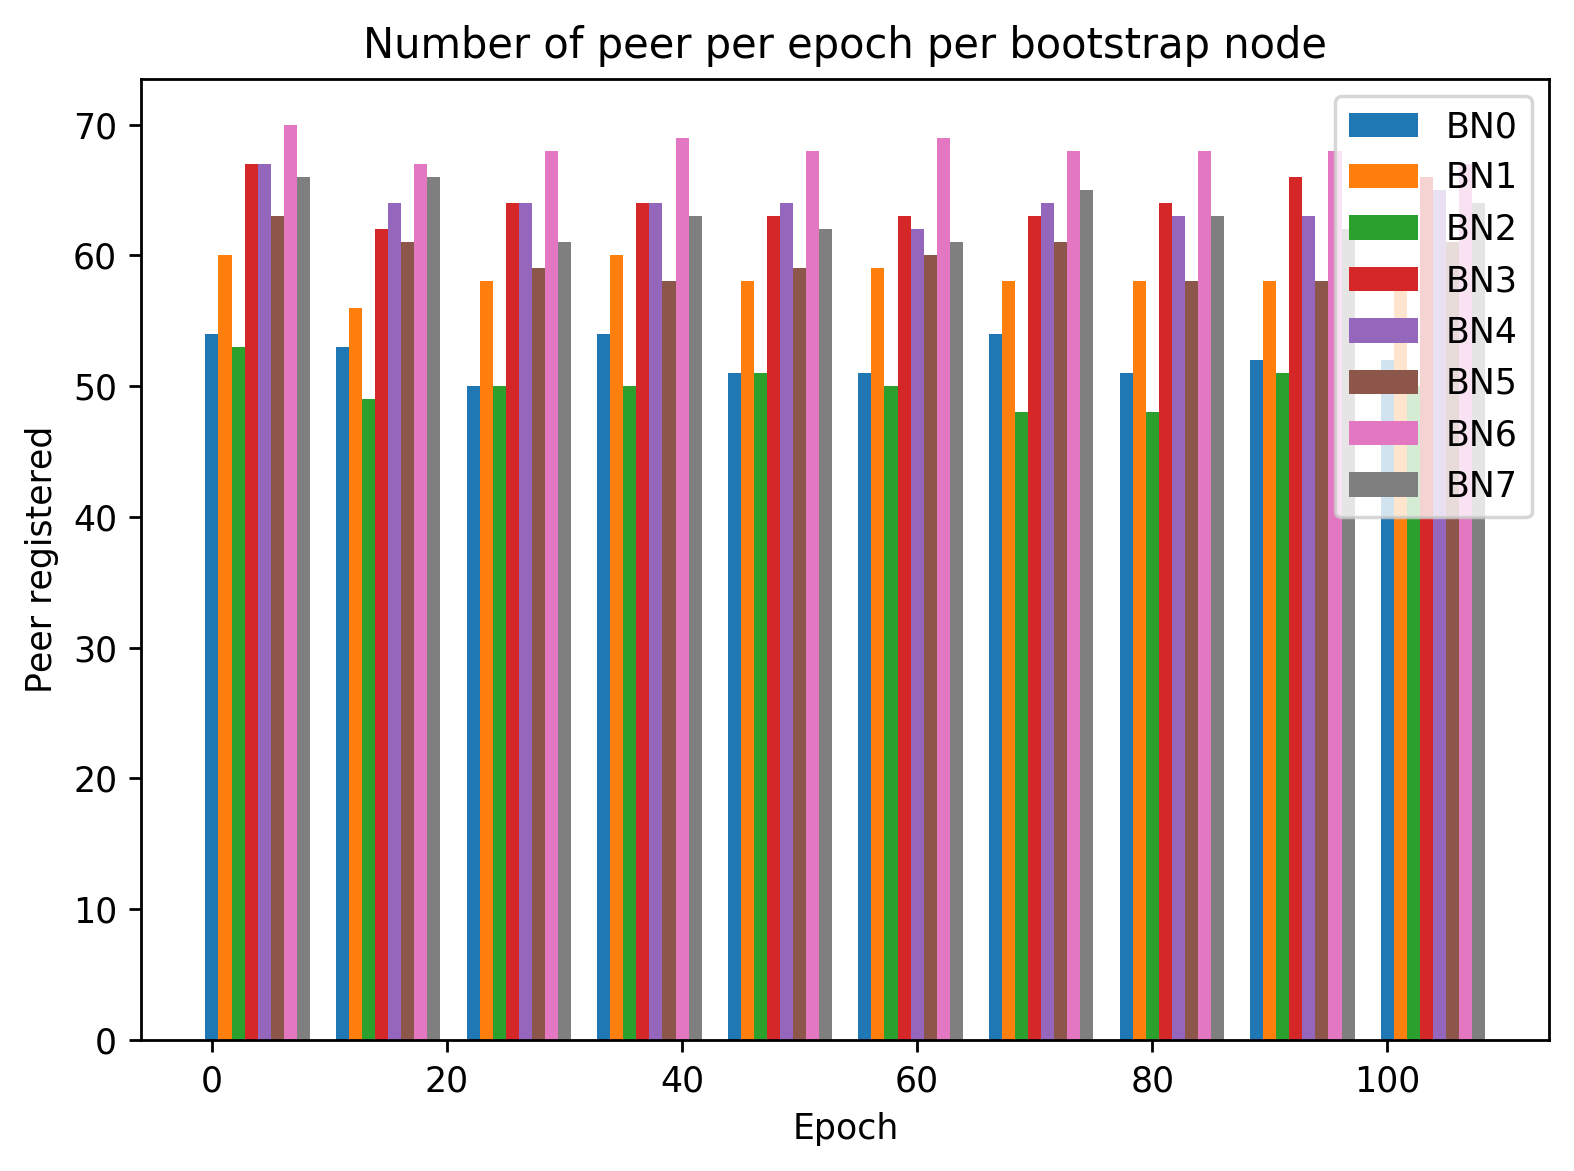 Number of peer per epoch per bootstrap node
BN0
BN1
BN2
BN3
BN4
BN5
BN6
BN7
Peer registered
70
60
50
40
30
20
10
0
0 20 40 60 80 100
Epoch